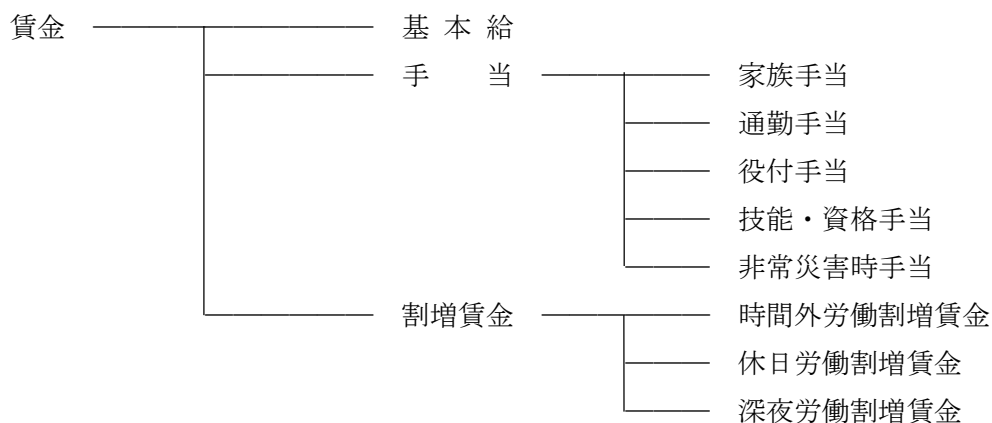 賃金 基本給
手当 家族手当
通勤手当
役付手当
技能・資格手当
非常災害時手当
割増賃金 時間外労働割増賃金
休日労働割増賃金
深夜労働割増賃金